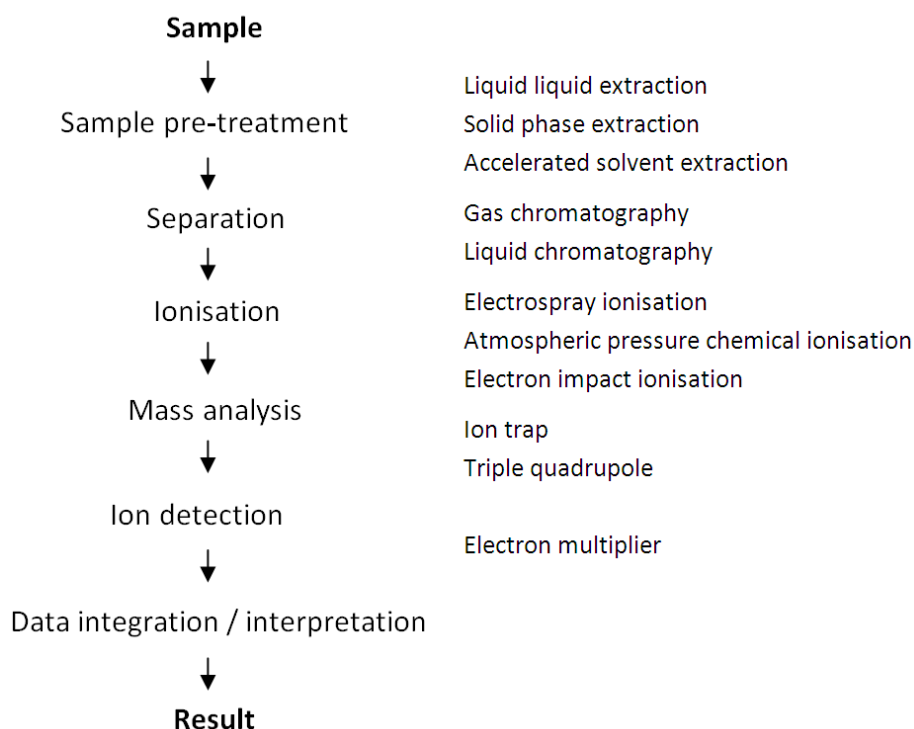 Sample
Liquid liquid extraction
Sample pre-treatment
Solid phase extraction
Accelerated solvent extraction
Separation
Gas chromatography
Liquid chromatography
Ionisation
Electrospray ionisation
Atmospheric pressure chemical ionisation
Electron impact ionisation
Mass analysis
Ion trap
Triple quadrupole
Ion detection
Electron multiplier
Data integration / interpretation
Result